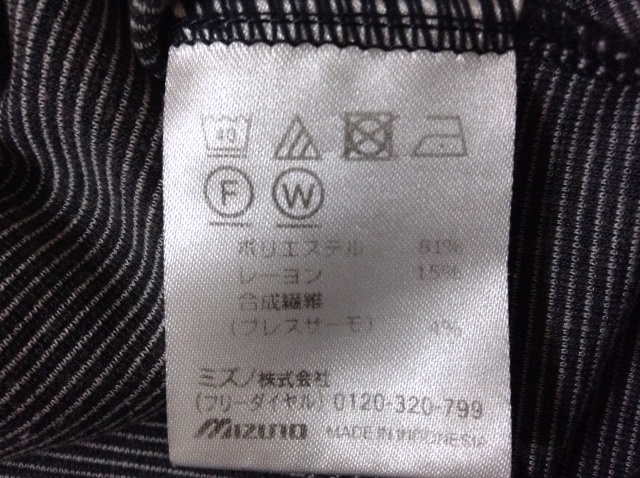 40
F W
ポリエステル 81%
レーヨン 15%
合成繊維
(ブレスサーモ) 4%
ミズノ株式会社
(フリーダイヤル) 0120-320-799
mizuno MADE IN INDONESIA